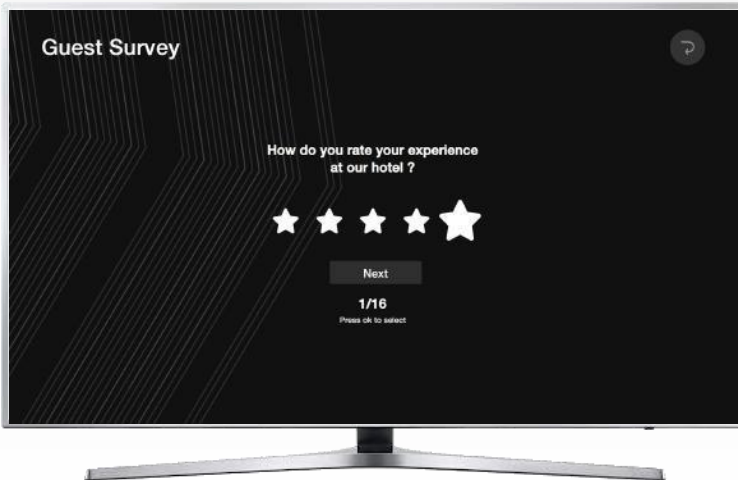 Guest Survey
How do you rate your experience
at our hotel ?
Next
1/16
Press ok to select